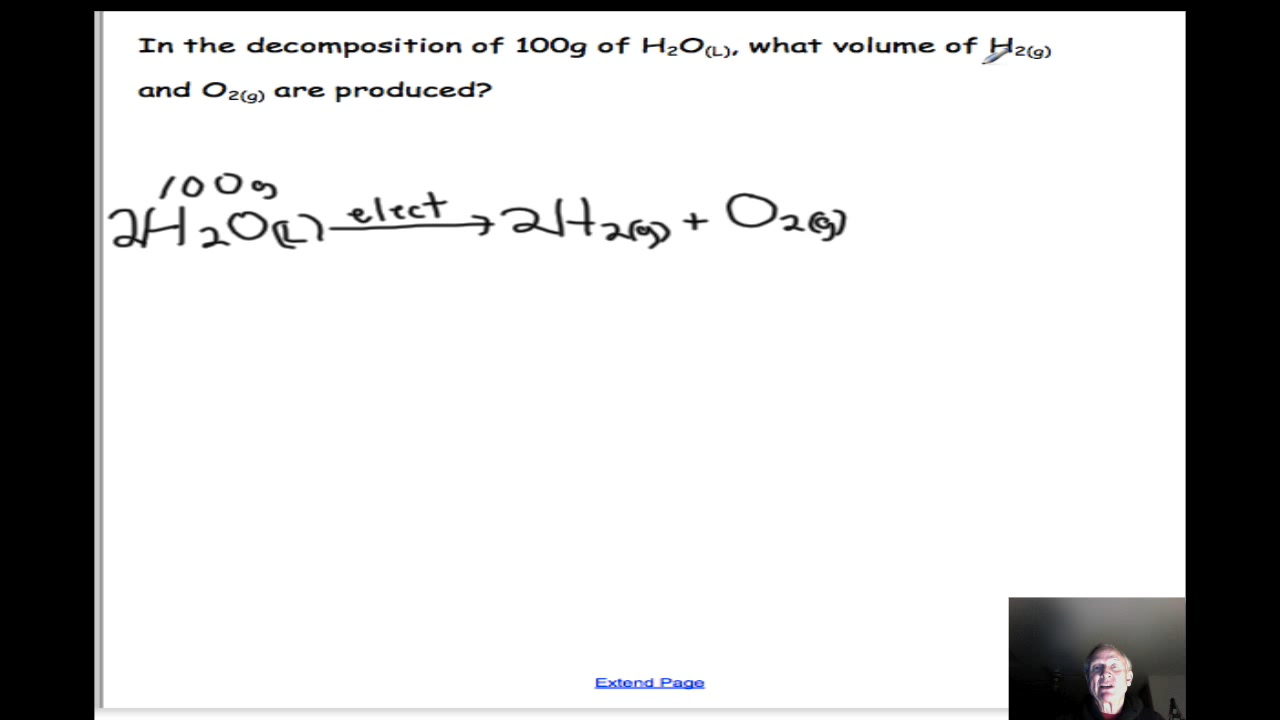 In the decomposition of 100g of H₂O(L), what volume of H₂(g)
and O₂(g) are produced?
100g
2H₂O(L) elect → 2H₂(g) + O₂(g)
Extend Page